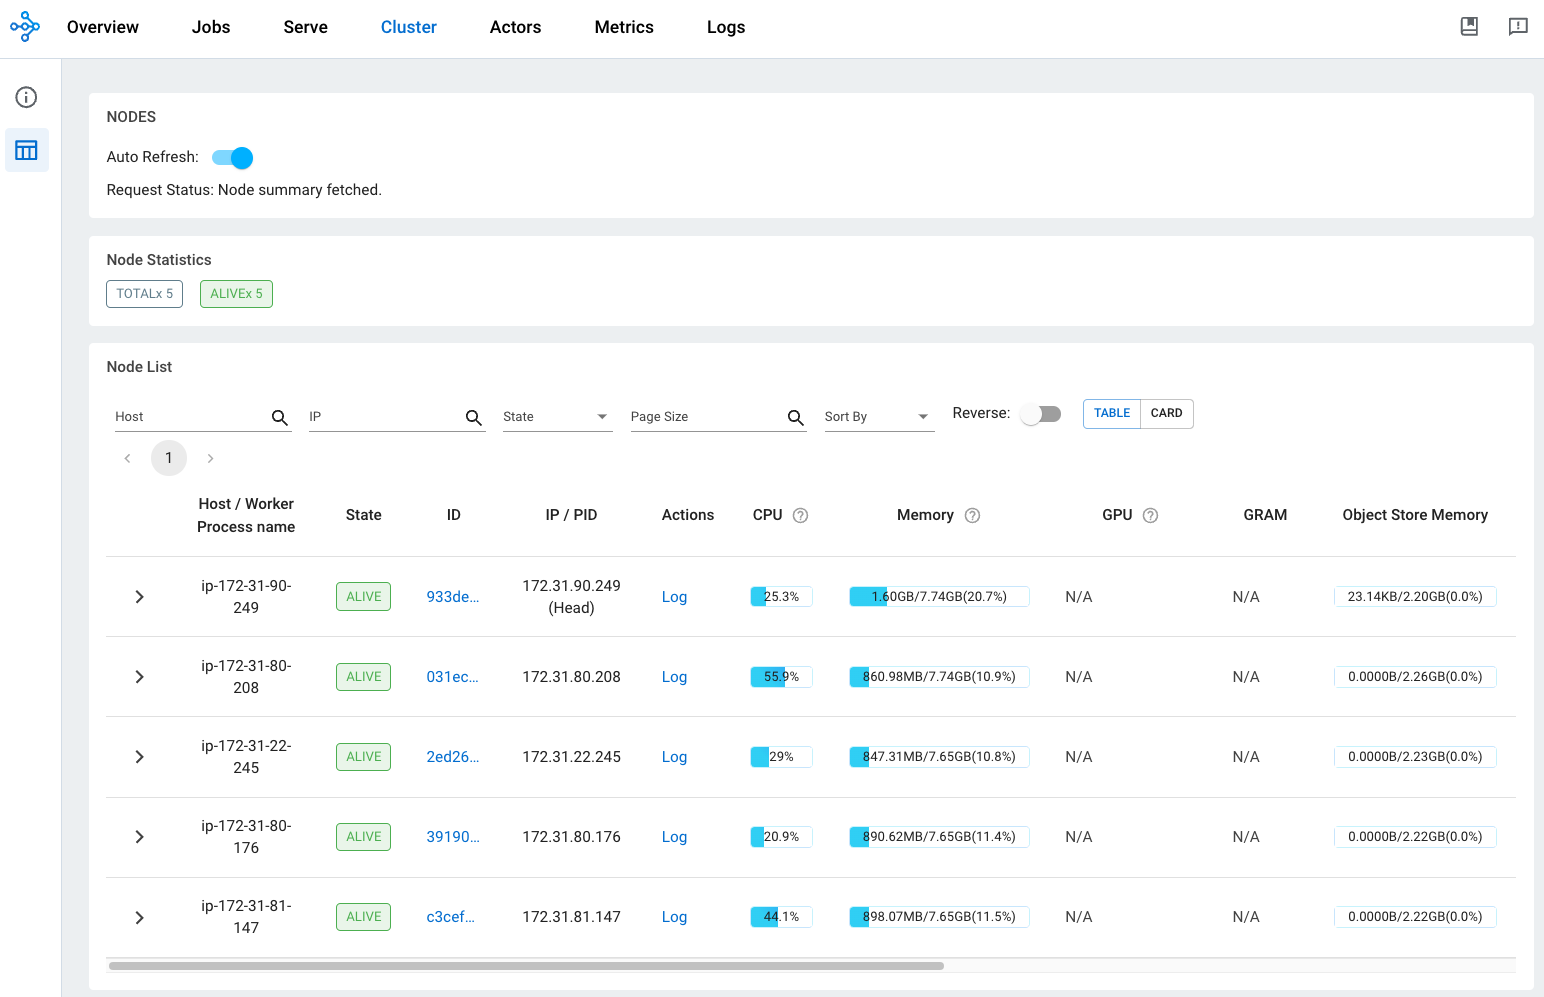 Overview Jobs Serve Cluster Actors Metrics Logs
NODES
Auto Refresh:
Request Status: Node summary fetched.
Node Statistics
TOTALx 5 ALIVEx 5
Node List
Host IP State Page Size Sort By Reverse: TABLE CARD
1
Host / Worker
Process name State ID IP / PID Actions CPU Memory GPU GRAM Object Store Memory
ip-172-31-90-
249 ALIVE 933de... 172.31.90.249
(Head) Log 25.3% 1.60GB/7.74GB(20.7%) N/A N/A 23.14KB/2.20GB(0.0%)
ip-172-31-80-
208 ALIVE 031ec... 172.31.80.208 Log 55.9% 860.98MB/7.74GB(10.9%) N/A N/A 0.0000B/2.26GB(0.0%)
ip-172-31-22-
245 ALIVE 2ed26... 172.31.22.245 Log 29% 847.31MB/7.65GB(10.8%) N/A N/A 0.0000B/2.23GB(0.0%)
ip-172-31-80-
176 ALIVE 39190... 172.31.80.176 Log 20.9% 890.62MB/7.65GB(11.4%) N/A N/A 0.0000B/2.22GB(0.0%)
ip-172-31-81-
147 ALIVE c3cef... 172.31.81.147 Log 44.1% 898.07MB/7.65GB(11.5%) N/A N/A 0.0000B/2.22GB(0.0%)